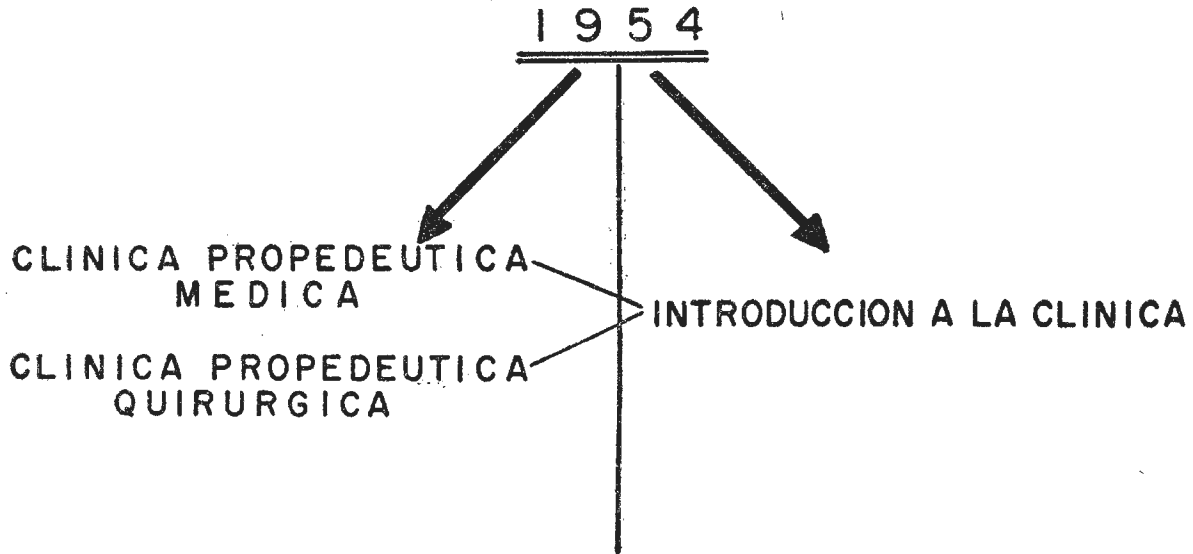 1954
CLINICA PROPEDEUTICA
MEDICA
INTRODUCCION A LA CLINICA
CLINICA PROPEDEUTICA
QUIRURGICA